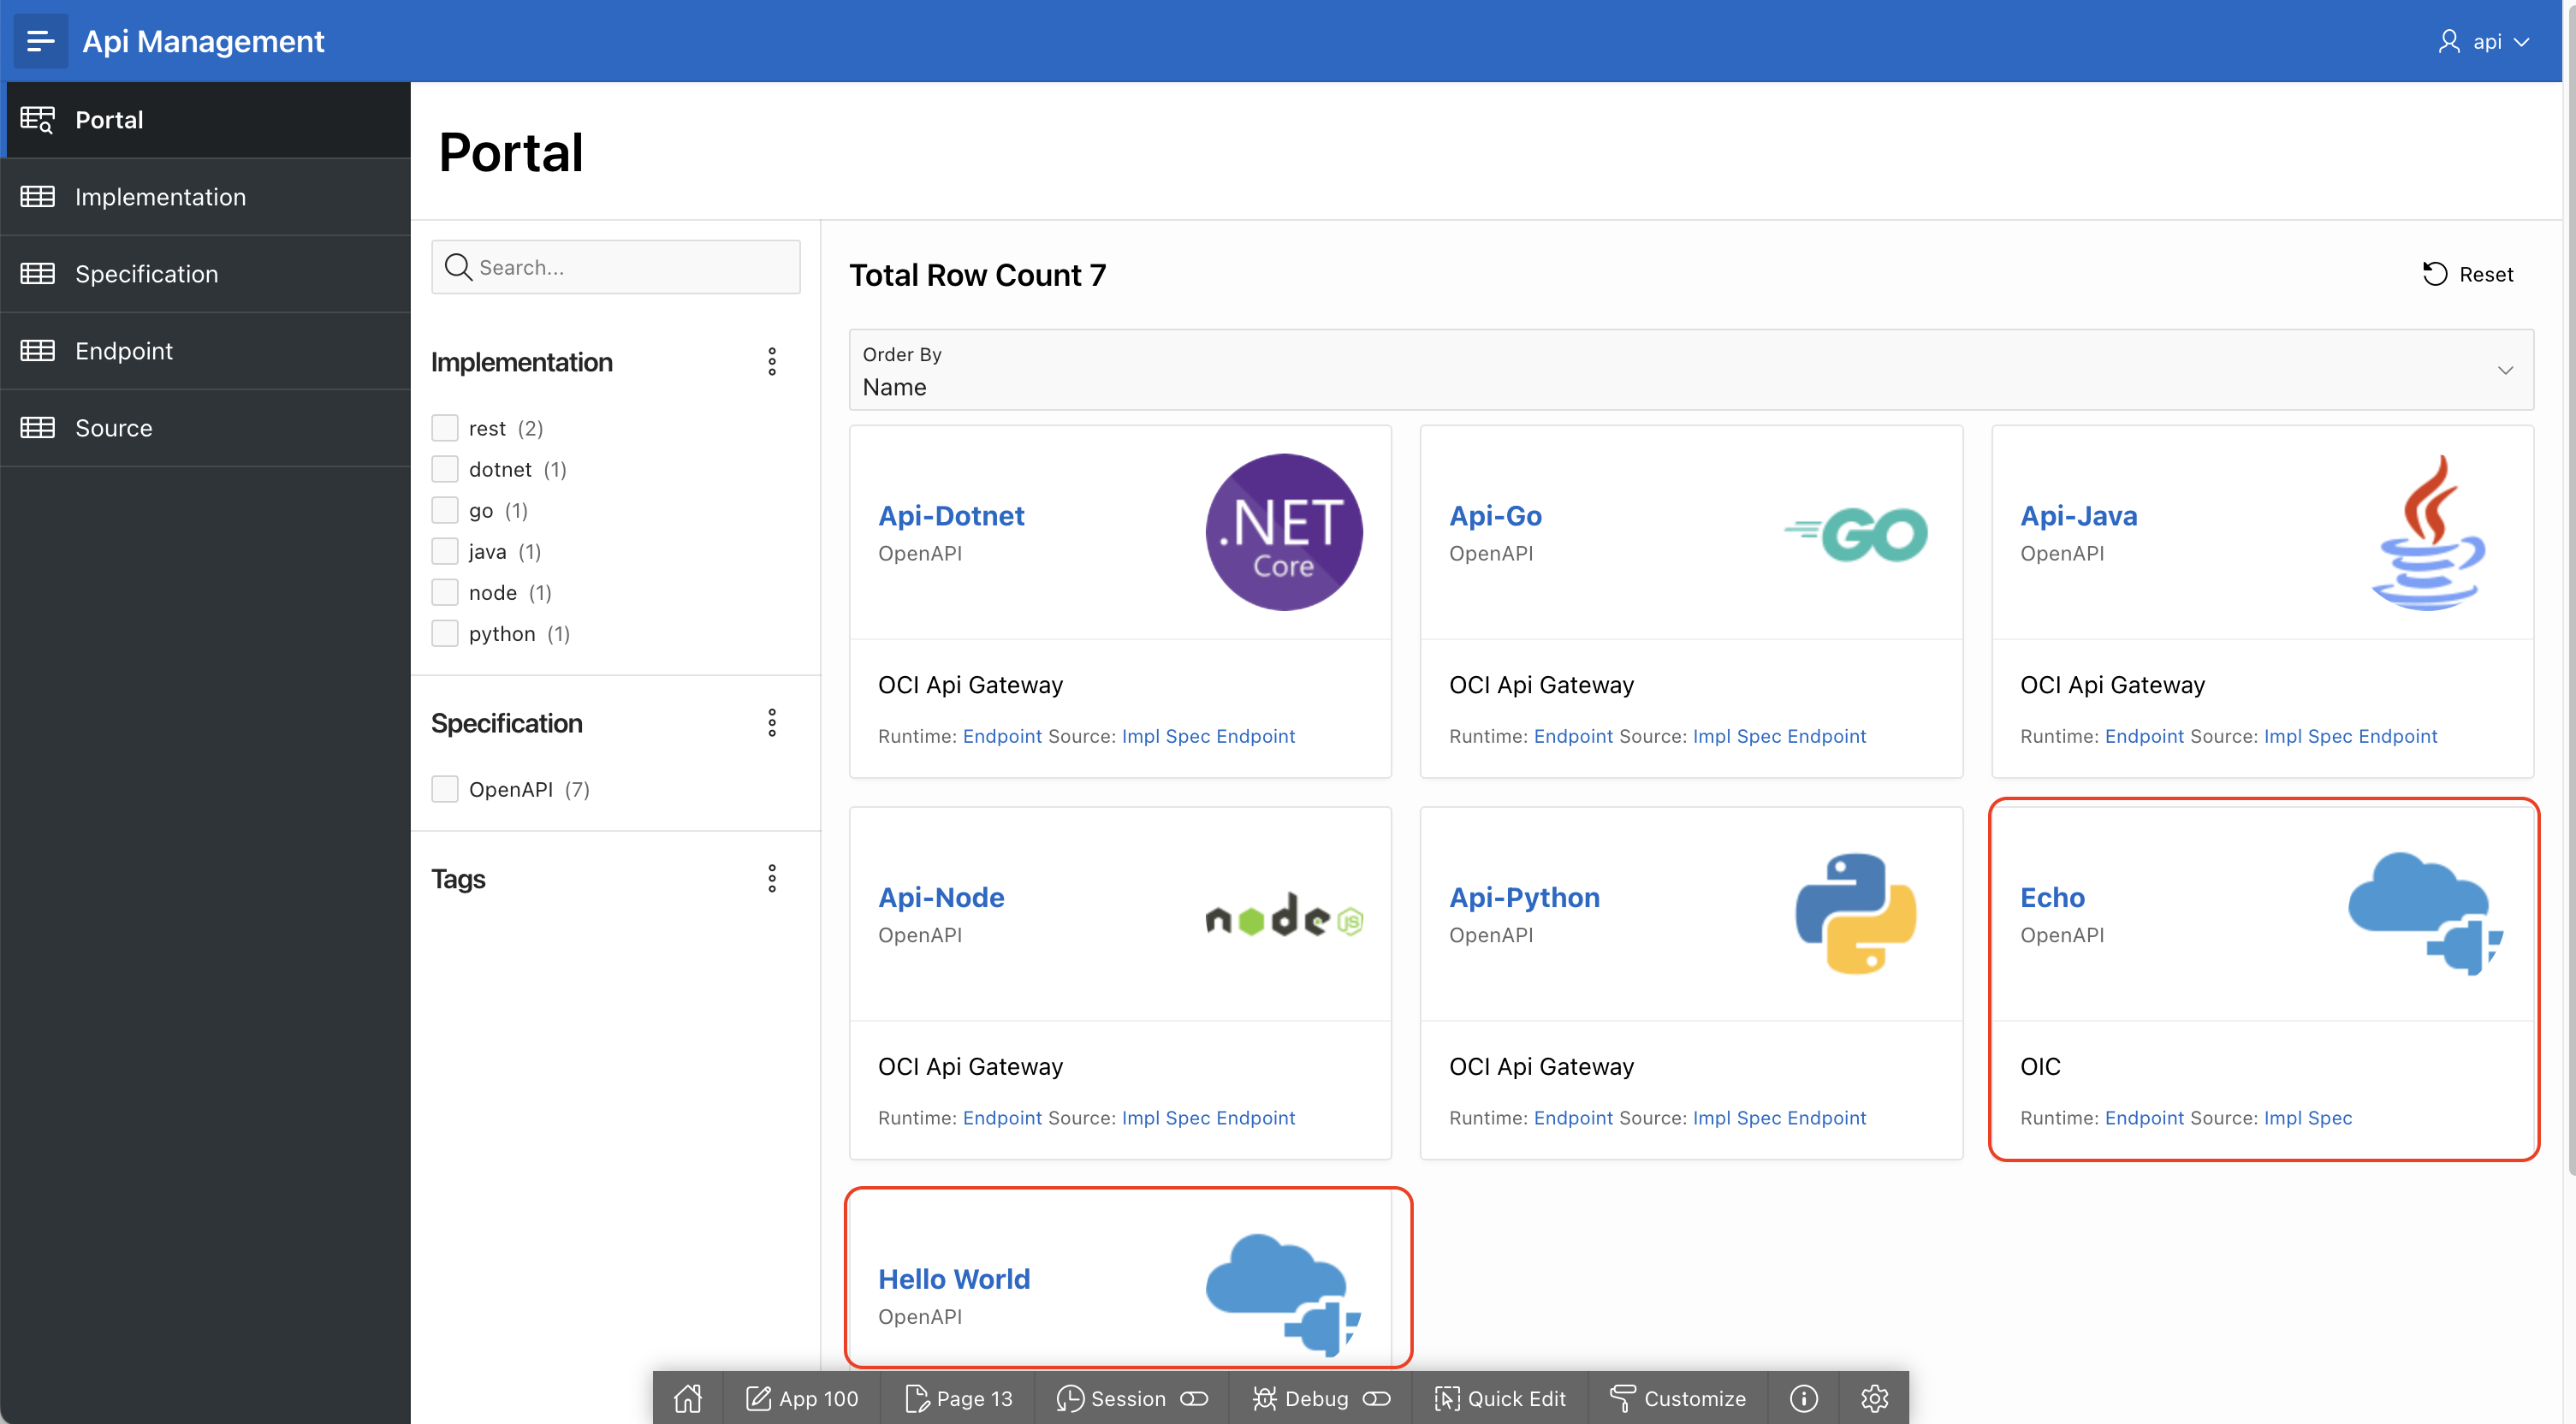 Api Management
api
Portal
Implementation
Specification
Endpoint
Source
Portal
Search...
Implementation
rest (2)
dotnet (1)
go (1)
java (1)
node (1)
python (1)
Specification
OpenAPI (7)
Tags
Total Row Count 7
Reset
Order By
Name
Api-Dotnet
OpenAPI
.NET
Core
OCI Api Gateway
Runtime: Endpoint Source: Impl Spec Endpoint
Api-Go
OpenAPI
GO
OCI Api Gateway
Runtime: Endpoint Source: Impl Spec Endpoint
Api-Java
OpenAPI
OCI Api Gateway
Runtime: Endpoint Source: Impl Spec Endpoint
Api-Node
OpenAPI
node JS
OCI Api Gateway
Runtime: Endpoint Source: Impl Spec Endpoint
Api-Python
OpenAPI
OCI Api Gateway
Runtime: Endpoint Source: Impl Spec Endpoint
Echo
OpenAPI
OIC
Runtime: Endpoint Source: Impl Spec
Hello World
OpenAPI
App 100
Page 13
Session
Debug
Quick Edit
Customize